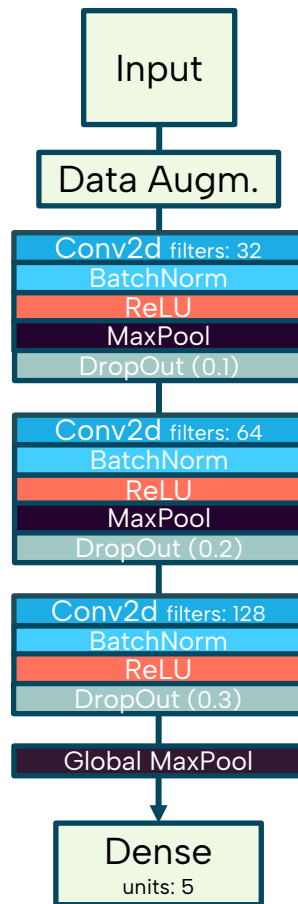 Input
Data Augm.
Conv2d filters: 32
BatchNorm
ReLU
MaxPool
DropOut (0.1)
Conv2d filters: 64
BatchNorm
ReLU
MaxPool
DropOut (0.2)
Conv2d filters: 128
BatchNorm
ReLU
DropOut (0.3)
Global MaxPool
Dense
units: 5